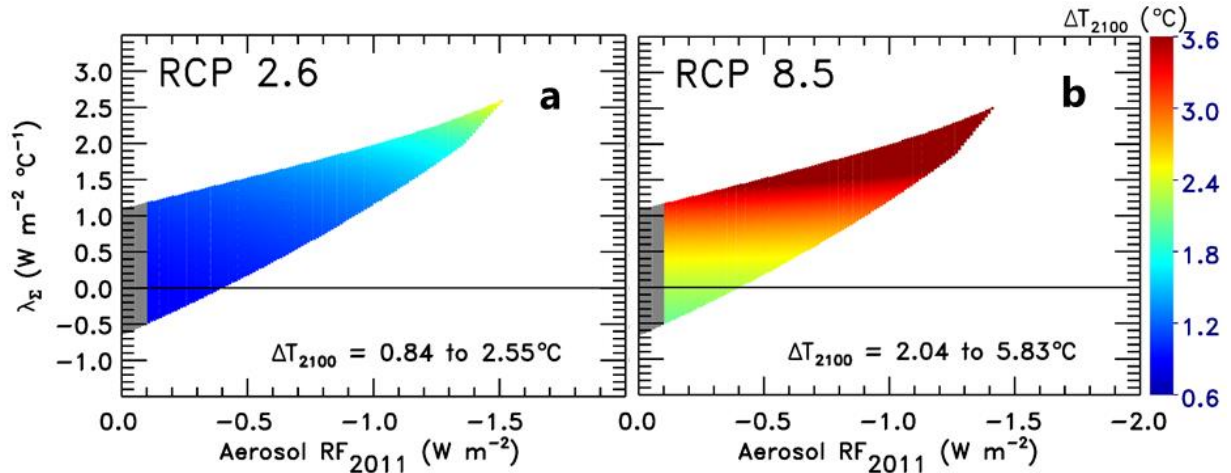 ΔT₂₁₀₀ (°C)
RCP 2.6
a
RCP 8.5
b
3.0
2.5
2.0
1.5
1.0
0.5
0.0
−0.5
−1.0
λ_Σ (W m⁻² °C⁻¹)
ΔT₂₁₀₀ = 0.84 to 2.55°C
ΔT₂₁₀₀ = 2.04 to 5.83°C
3.6
3.0
2.4
1.8
1.2
0.6
0.0 −0.5 −1.0 −1.5 0.0 −0.5 −1.0 −1.5 −2.0
Aerosol RF₂₀₁₁ (W m⁻²)
Aerosol RF₂₀₁₁ (W m⁻²)